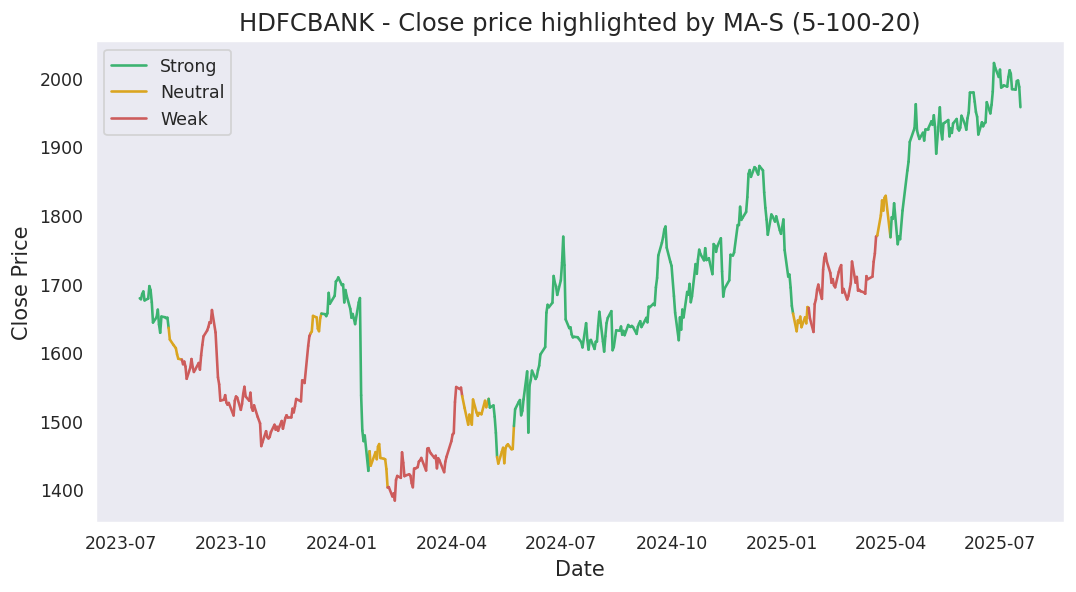 HDFCBANK - Close price highlighted by MA-S (5-100-20)
Strong
Neutral
Weak
Close Price
2000
1900
1800
1700
1600
1500
1400
2023-07 2023-10 2024-01 2024-04 2024-07 2024-10 2025-01 2025-04 2025-07
Date